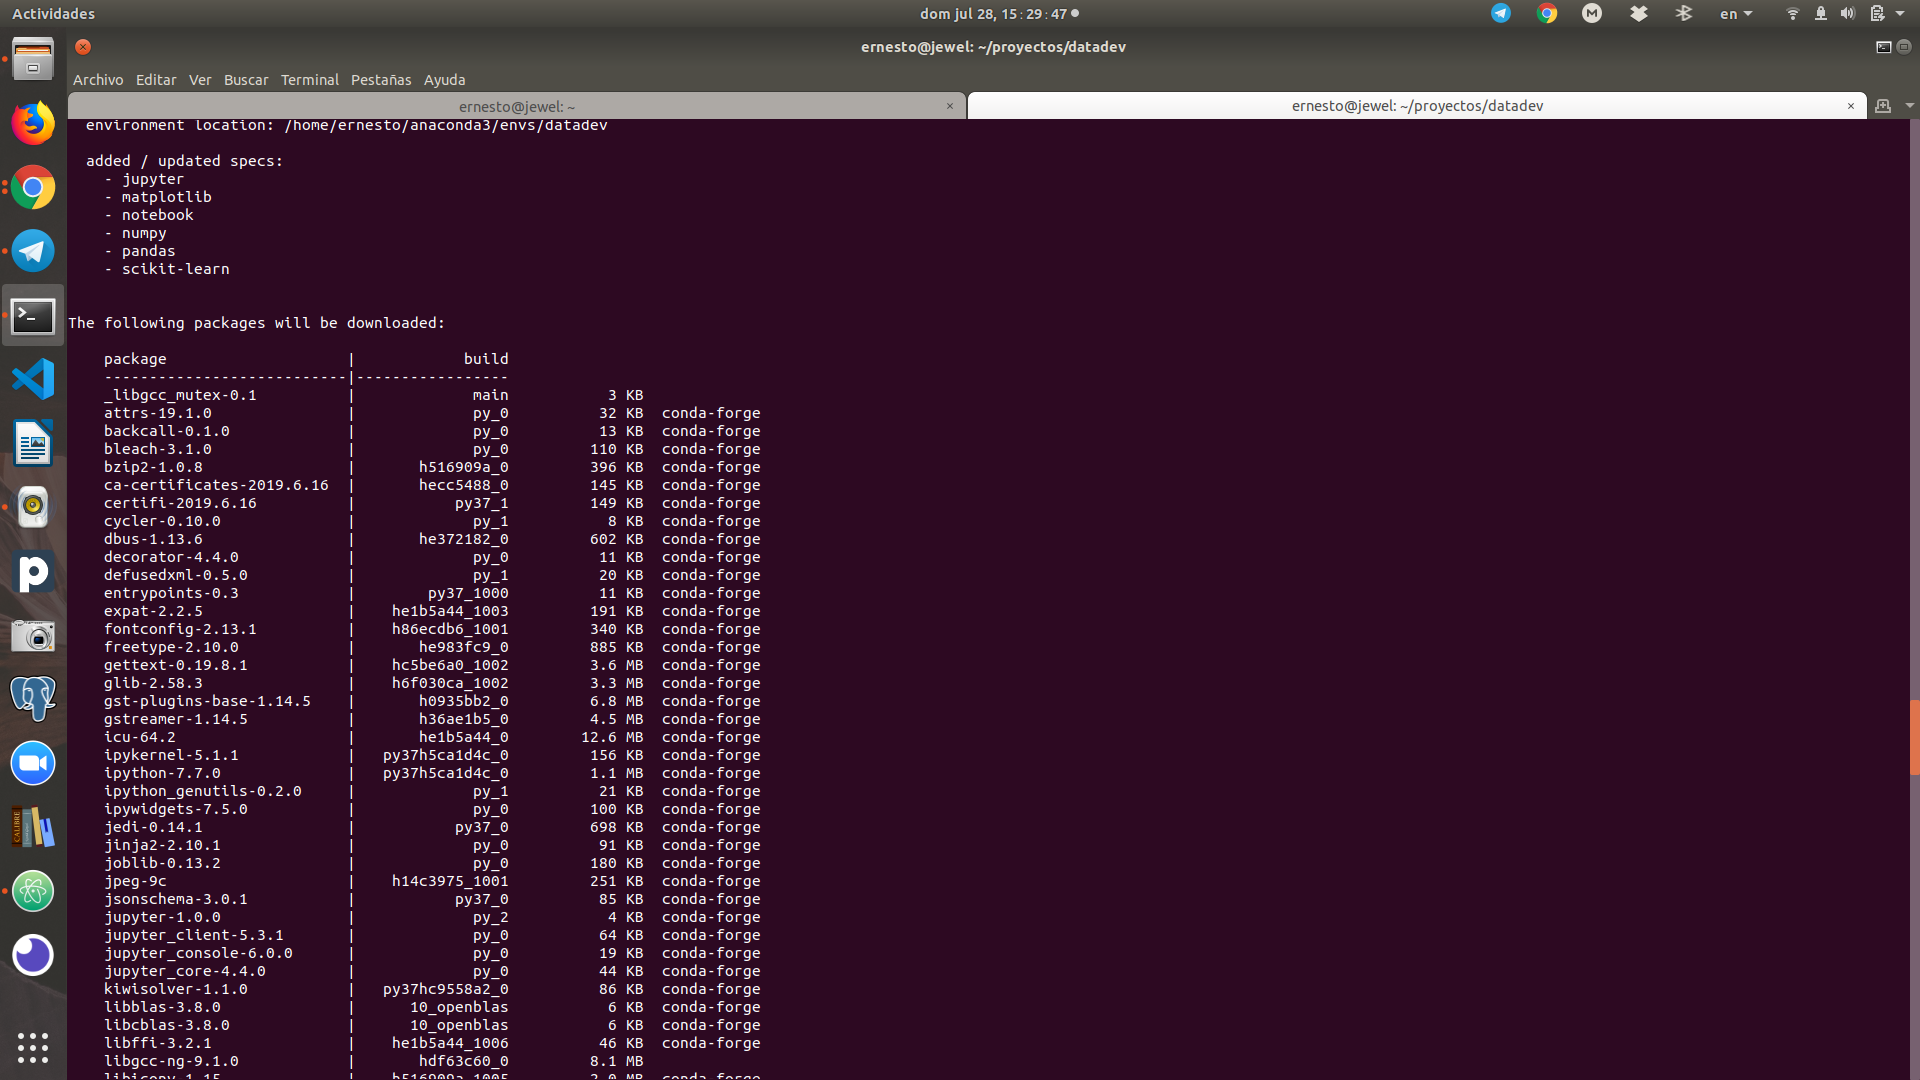 Actividades
dom jul 28, 15:29:47
en
ernesto@jewel: ~/proyectos/datadev
Archivo Editar Ver Buscar Terminal Pestañas Ayuda
ernesto@jewel: ~
ernesto@jewel: ~/proyectos/datadev
environment location: /home/ernesto/anaconda3/envs/datadev
added / updated specs:
- jupyter
- matplotlib
- notebook
- numpy
- pandas
- scikit-learn
The following packages will be downloaded:
package | build
---------------------------|-----------------
_libgcc_mutex-0.1 | main 3 KB
attrs-19.1.0 | py_0 32 KB conda-forge
backcall-0.1.0 | py_0 13 KB conda-forge
bleach-3.1.0 | py_0 110 KB conda-forge
bzip2-1.0.8 | h516909a_0 396 KB conda-forge
ca-certificates-2019.6.16 | hecc5488_0 145 KB conda-forge
certifi-2019.6.16 | py37_1 149 KB conda-forge
cycler-0.10.0 | py_1 8 KB conda-forge
dbus-1.13.6 | he372182_0 602 KB conda-forge
decorator-4.4.0 | py_0 11 KB conda-forge
defusedxml-0.5.0 | py_1 20 KB conda-forge
entrypoints-0.3 | py37_1000 11 KB conda-forge
expat-2.2.5 | he1b5a44_1003 191 KB conda-forge
fontconfig-2.13.1 | h86ecdb6_1001 340 KB conda-forge
freetype-2.10.0 | he983fc9_0 885 KB conda-forge
gettext-0.19.8.1 | hc5be6a0_1002 3.6 MB conda-forge
glib-2.58.3 | h6f030ca_1002 3.3 MB conda-forge
gst-plugins-base-1.14.5 | h0935bb2_0 6.8 MB conda-forge
gstreamer-1.14.5 | h36ae1b5_0 4.5 MB conda-forge
icu-64.2 | he1b5a44_0 12.6 MB conda-forge
ipykernel-5.1.1 | py37h5ca1d4c_0 156 KB conda-forge
ipython-7.7.0 | py37h5ca1d4c_0 1.1 MB conda-forge
ipython_genutils-0.2.0 | py_1 21 KB conda-forge
ipywidgets-7.5.0 | py_0 100 KB conda-forge
jedi-0.14.1 | py37_0 698 KB conda-forge
jinja2-2.10.1 | py_0 91 KB conda-forge
joblib-0.13.2 | py_0 180 KB conda-forge
jpeg-9c | h14c3975_1001 251 KB conda-forge
jsonschema-3.0.1 | py37_0 85 KB conda-forge
jupyter-1.0.0 | py_2 4 KB conda-forge
jupyter_client-5.3.1 | py_0 64 KB conda-forge
jupyter_console-6.0.0 | py_0 19 KB conda-forge
jupyter_core-4.4.0 | py_0 44 KB conda-forge
kiwisolver-1.1.0 | py37hc9558a2_0 86 KB conda-forge
libblas-3.8.0 | 10_openblas 6 KB conda-forge
libcblas-3.8.0 | 10_openblas 6 KB conda-forge
libffi-3.2.1 | he1b5a44_1006 46 KB conda-forge
libgcc-ng-9.1.0 | hdf63c60_0 8.1 MB
libiconv-1.15 | h516909a_1005 2.0 MB conda-forge